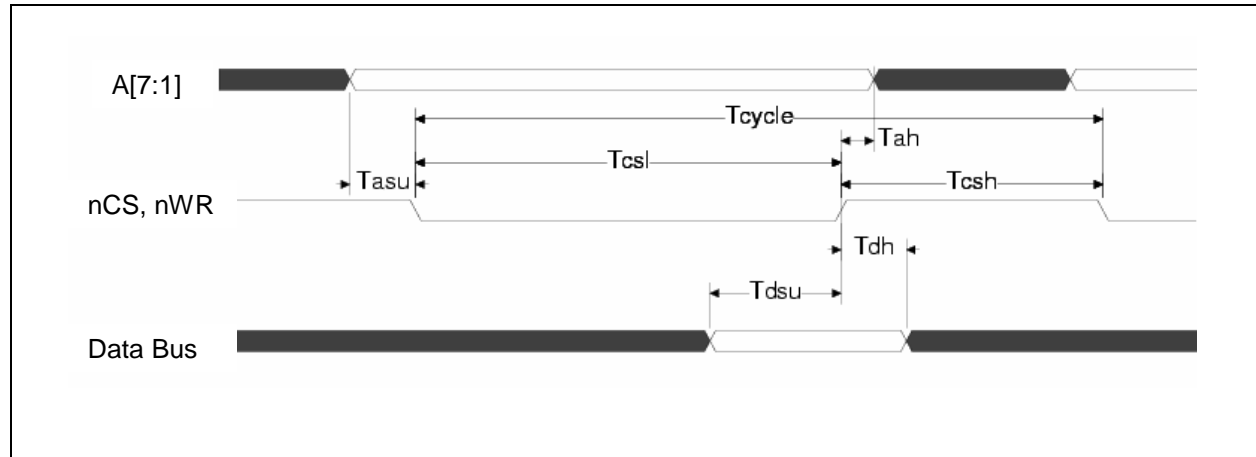 A[7:1]
Tcycle
Tah
Tcsl
Tasu
Tcsh
nCS, nWR
Tdh
Tdsu
Data Bus